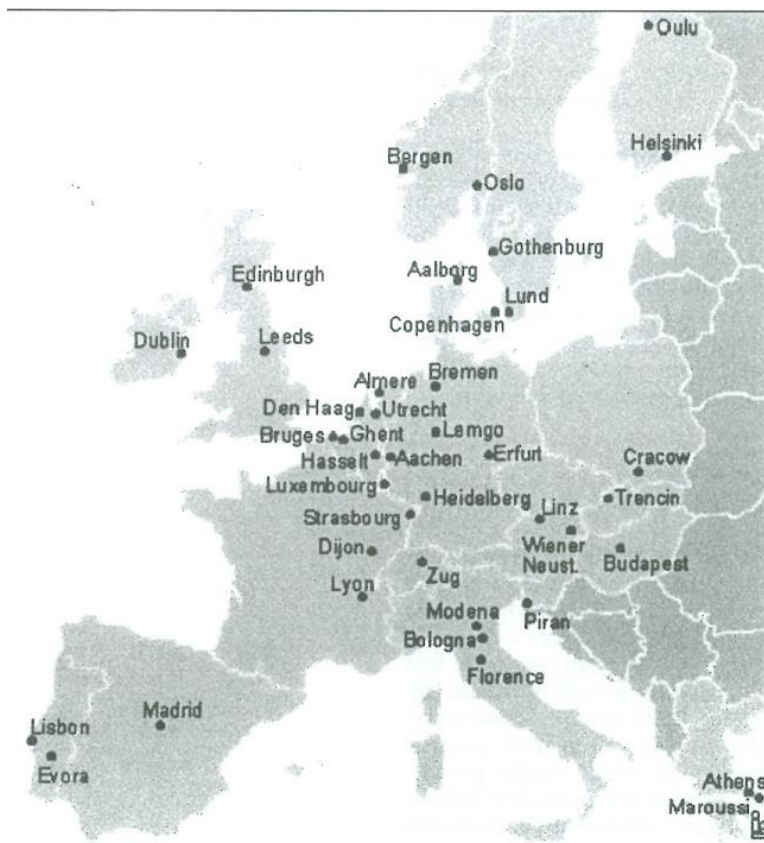 Oulu
Helsinki
Bergen
Oslo
Gothenburg
Aalborg
Edinburgh
Lund
Copenhagen
Dublin
Leeds
Bremen
Almere
Den Haag
Utrecht
Bruges
Ghent
Lemgo
Hasselt
Aachen
Erfurt
Cracow
Luxembourg
Heidelberg
Trencin
Strasbourg
Linz
Dijon
Wiener
Neust.
Budapest
Zug
Lyon
Modena
Piran
Bologna
Florence
Lisbon
Madrid
Evora
Athens
Maroussi